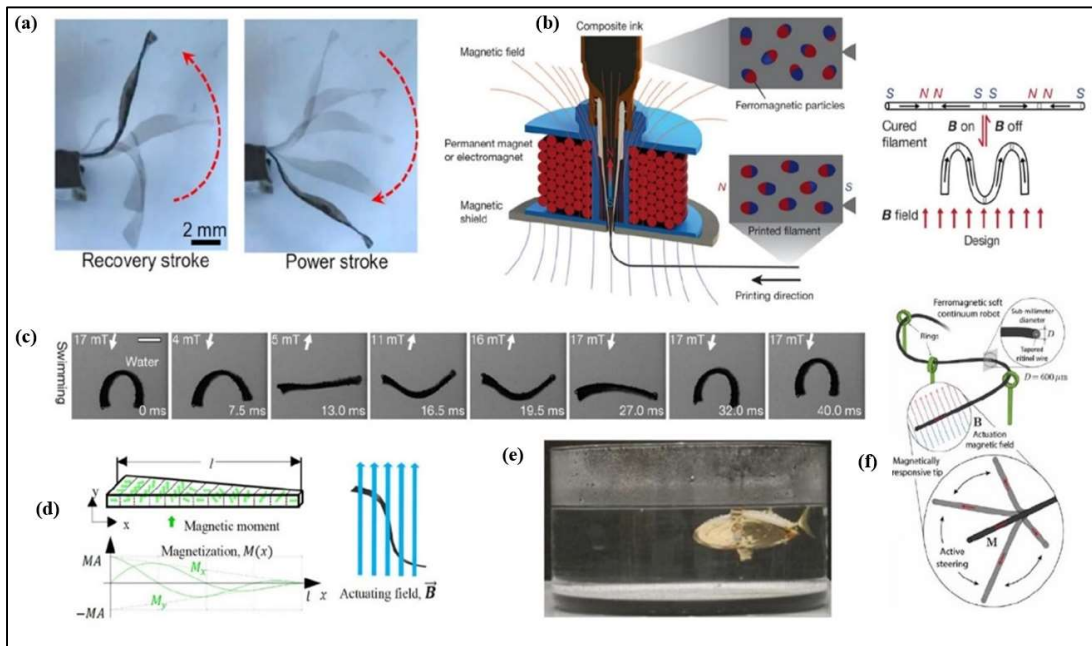 (a)
2 mm
Recovery stroke
Power stroke
(b)
Composite ink
Magnetic field
Ferromagnetic particles
Permanent magnet
or electromagnet
Magnetic
shield
N
S
Printed filament
Printing direction
S N N S S N N S
Cured
filament
B on
B off
B field
Design
(c)
Swimming
17 mT
Water
0 ms
4 mT
7.5 ms
5 mT
13.0 ms
11 mT
16.5 ms
16 mT
19.5 ms
17 mT
27.0 ms
17 mT
32.0 ms
17 mT
40.0 ms
(d)
l
y
x
Magnetic moment
Magnetization, M(x)
MA
Mx
My
-MA
l x
Actuating field, B
(e)
(f)
Ferromagnetic soft
continuum robot
Rings
Sub-millimeter
diameter
D
Tapered
nitinol wire
D = 600 μm
B
Actuation
magnetic field
Magnetically
responsive tip
M
Active
steering